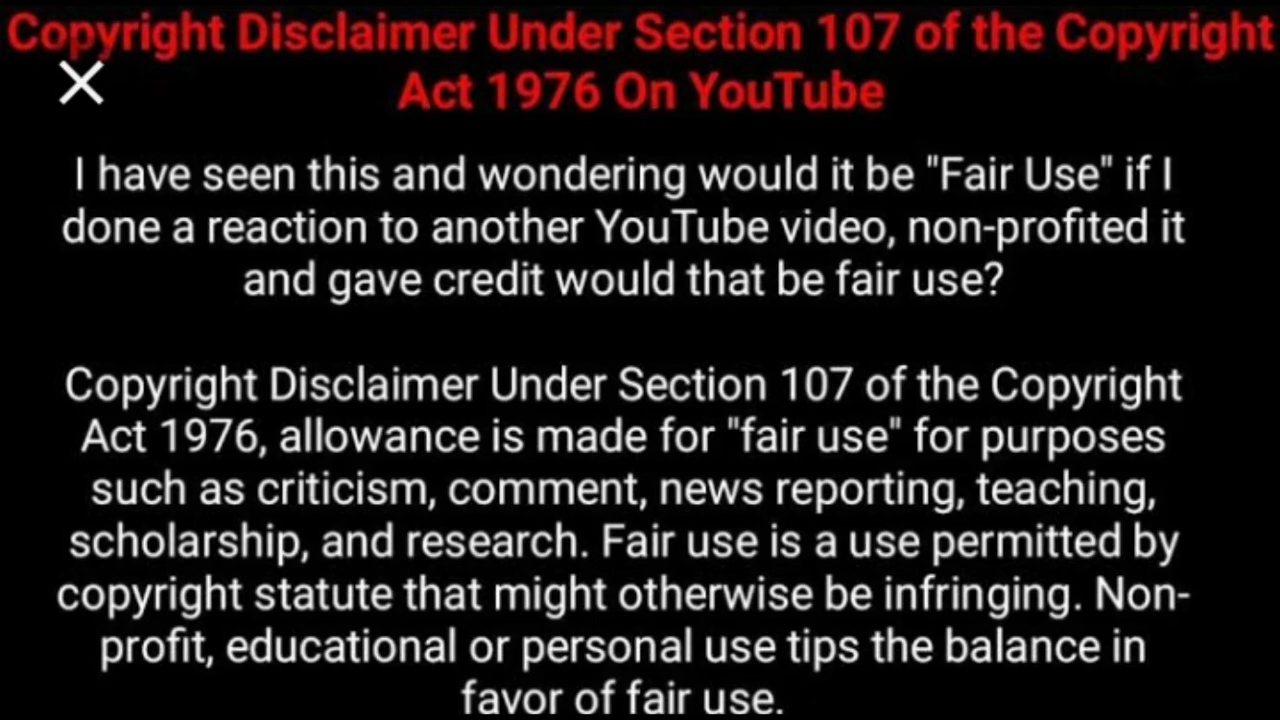 Copyright Disclaimer Under Section 107 of the Copyright
Act 1976 On YouTube
I have seen this and wondering would it be "Fair Use" if I
done a reaction to another YouTube video, non-profited it
and gave credit would that be fair use?
Copyright Disclaimer Under Section 107 of the Copyright
Act 1976, allowance is made for "fair use" for purposes
such as criticism, comment, news reporting, teaching,
scholarship, and research. Fair use is a use permitted by
copyright statute that might otherwise be infringing. Non-
profit, educational or personal use tips the balance in
favor of fair use.